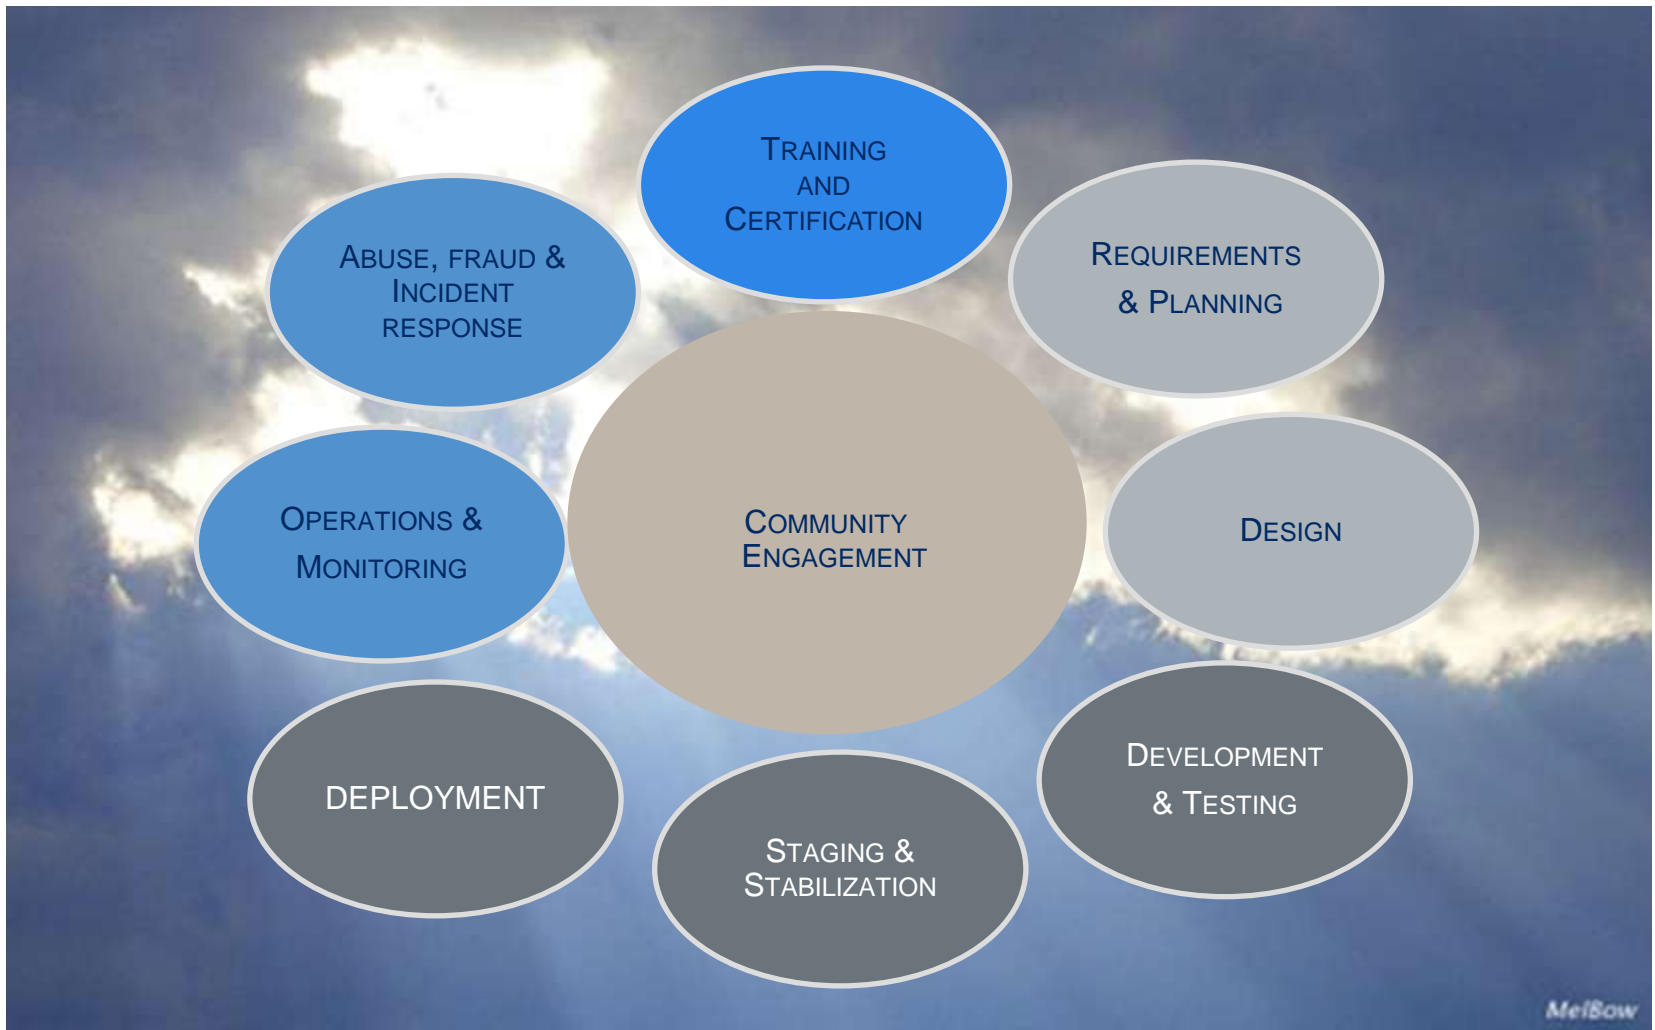 TRAINING
AND
CERTIFICATION
REQUIREMENTS
& PLANNING
DESIGN
DEVELOPMENT
& TESTING
STAGING &
STABILIZATION
DEPLOYMENT
OPERATIONS &
MONITORING
ABUSE, FRAUD &
INCIDENT
RESPONSE
COMMUNITY
ENGAGEMENT
MelBow